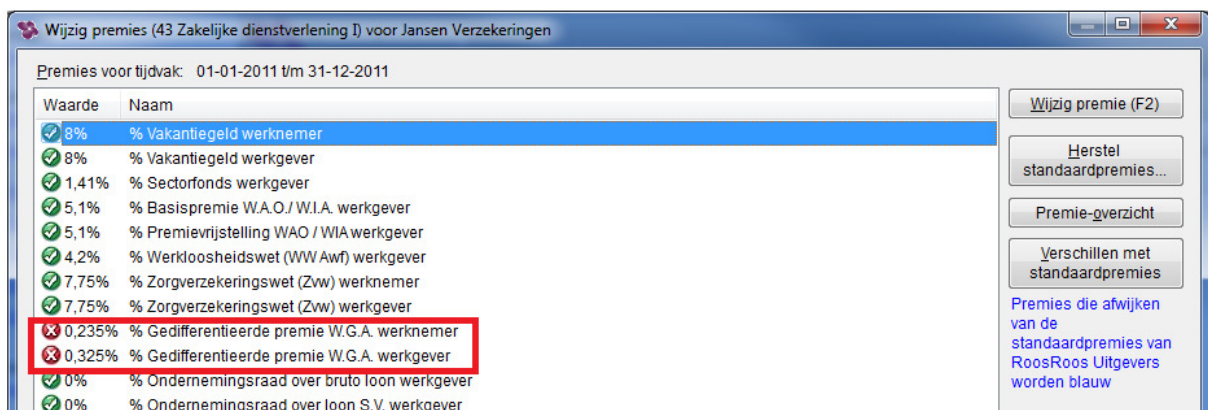 Wijzig premies (43 Zakelijke dienstverlening I) voor Jansen Verzekeringen
Premies voor tijdvak: 01-01-2011 t/m 31-12-2011
Waarde Naam
8% % Vakantiegeld werknemer
8% % Vakantiegeld werkgever
1,41% % Sectorfonds werkgever
5,1% % Basispremie W.A.O./ W.I.A. werkgever
5,1% % Premievrijstelling WAO / WIA werkgever
4,2% % Werkloosheidswet (WW Awf) werkgever
7,75% % Zorgverzekeringswet (Zvw) werknemer
7,75% % Zorgverzekeringswet (Zvw) werkgever
0,235% % Gedifferentieerde premie W.G.A. werknemer
0,325% % Gedifferentieerde premie W.G.A. werkgever
0% % Ondernemingsraad over bruto loon werkgever
0% % Ondernemingsraad over loon S.V. werkgever
Wijzig premie (F2)
Herstel
standaardpremies...
Premie-overzicht
Verschillen met
standaardpremies
Premies die afwijken
van de
standaardpremies van
RoosRoos Uitgevers
worden blauw